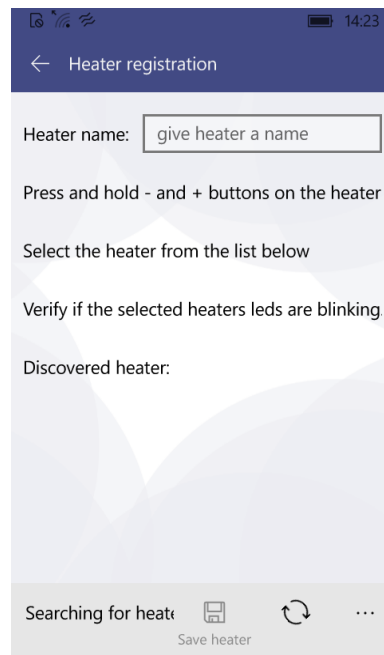 14:23
Heater registration
Heater name: give heater a name
Press and hold - and + buttons on the heater
Select the heater from the list below
Verify if the selected heaters leds are blinking.
Discovered heater:
Searching for heate
Save heater